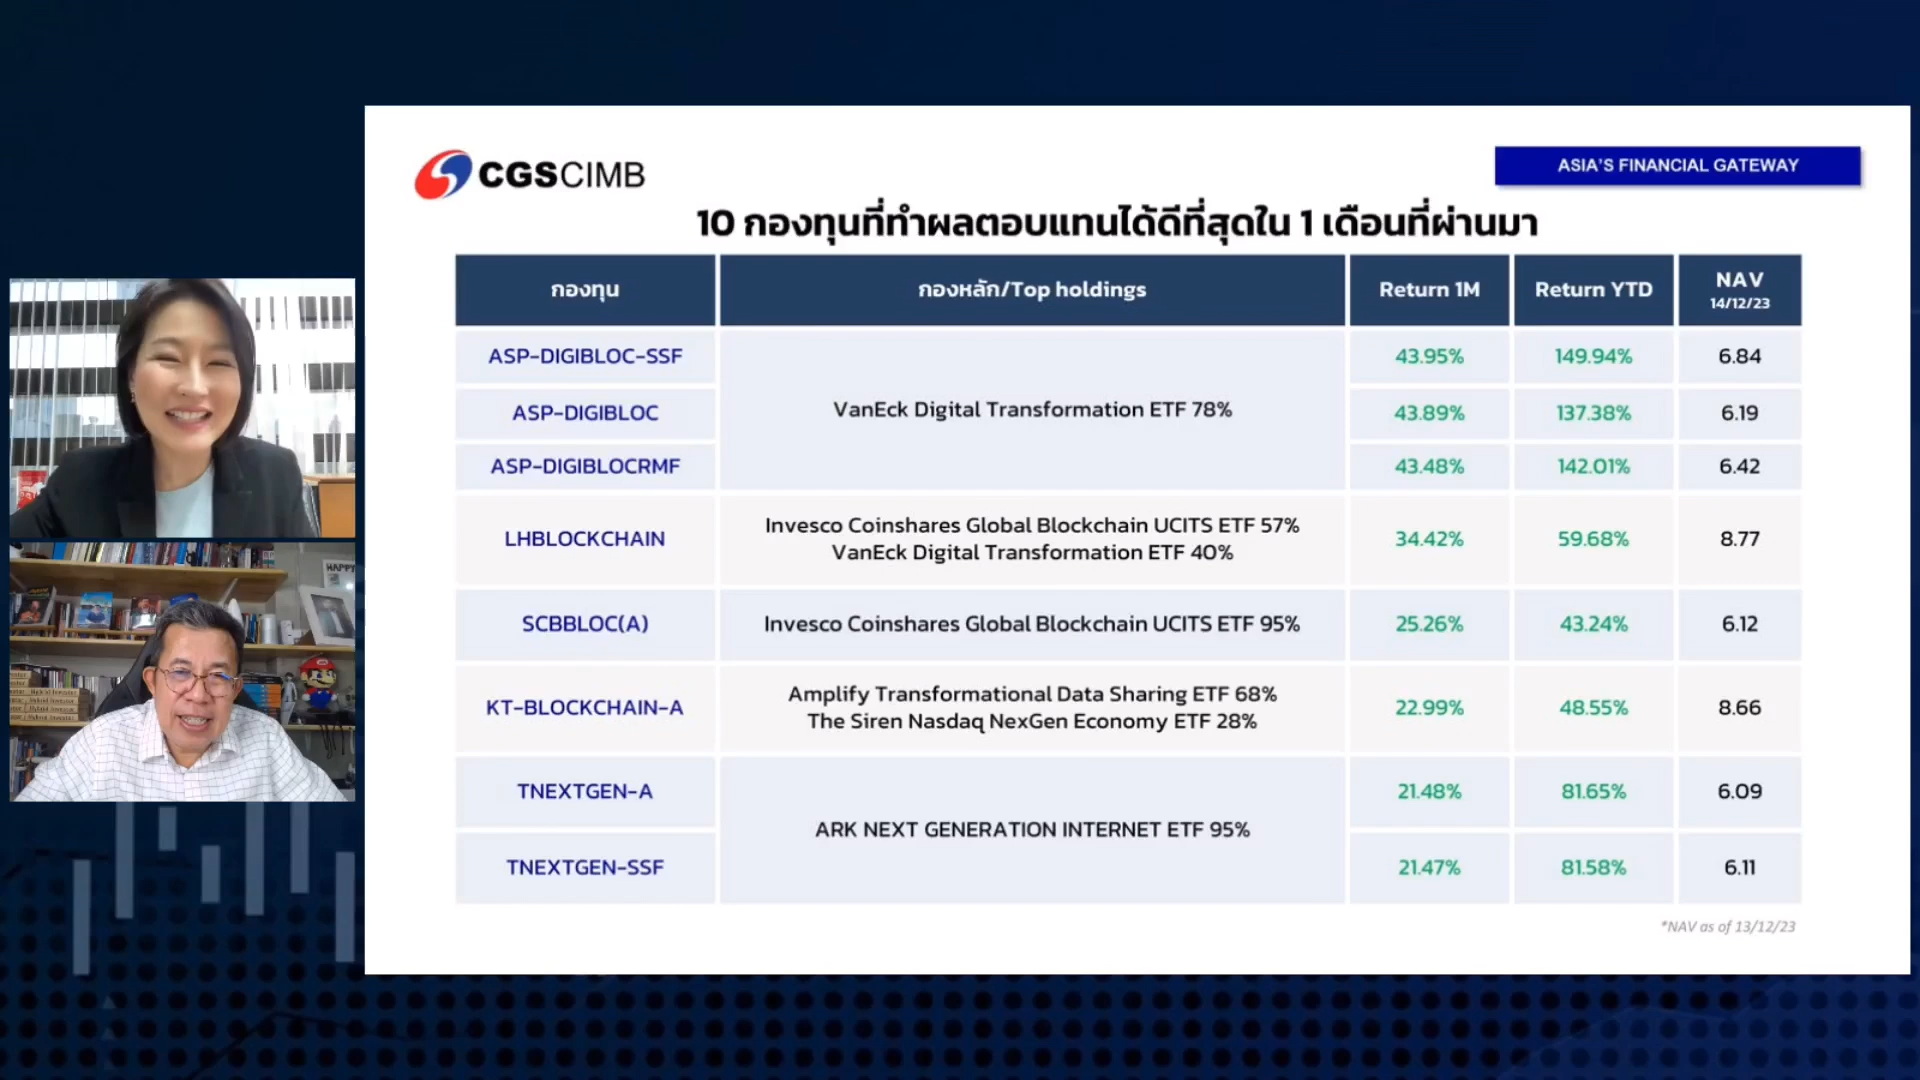 CGSCIMB
ASIA'S FINANCIAL GATEWAY
10 กองทุนที่ทำผลตอบแทนได้ดีที่สุดใน 1 เดือนที่ผ่านมา
กองทุน กองหลัก/Top holdings Return 1M Return YTD NAV
14/12/23
ASP-DIGIBLOC-SSF 43.95% 149.94% 6.84
VanEck Digital Transformation ETF 78%
ASP-DIGIBLOC 43.89% 137.38% 6.19
ASP-DIGIBLOCRMF 43.48% 142.01% 6.42
LHBLOCKCHAIN Invesco Coinshares Global Blockchain UCITS ETF 57% 34.42% 59.68% 8.77
VanEck Digital Transformation ETF 40%
SCBBLOC(A) Invesco Coinshares Global Blockchain UCITS ETF 95% 25.26% 43.24% 6.12
KT-BLOCKCHAIN-A Amplify Transformational Data Sharing ETF 68% 22.99% 48.55% 8.66
The Siren Nasdaq NexGen Economy ETF 28%
TNEXTGEN-A 21.48% 81.65% 6.09
ARK NEXT GENERATION INTERNET ETF 95%
TNEXTGEN-SSF 21.47% 81.58% 6.11
*NAV as of 13/12/23
HAPPY